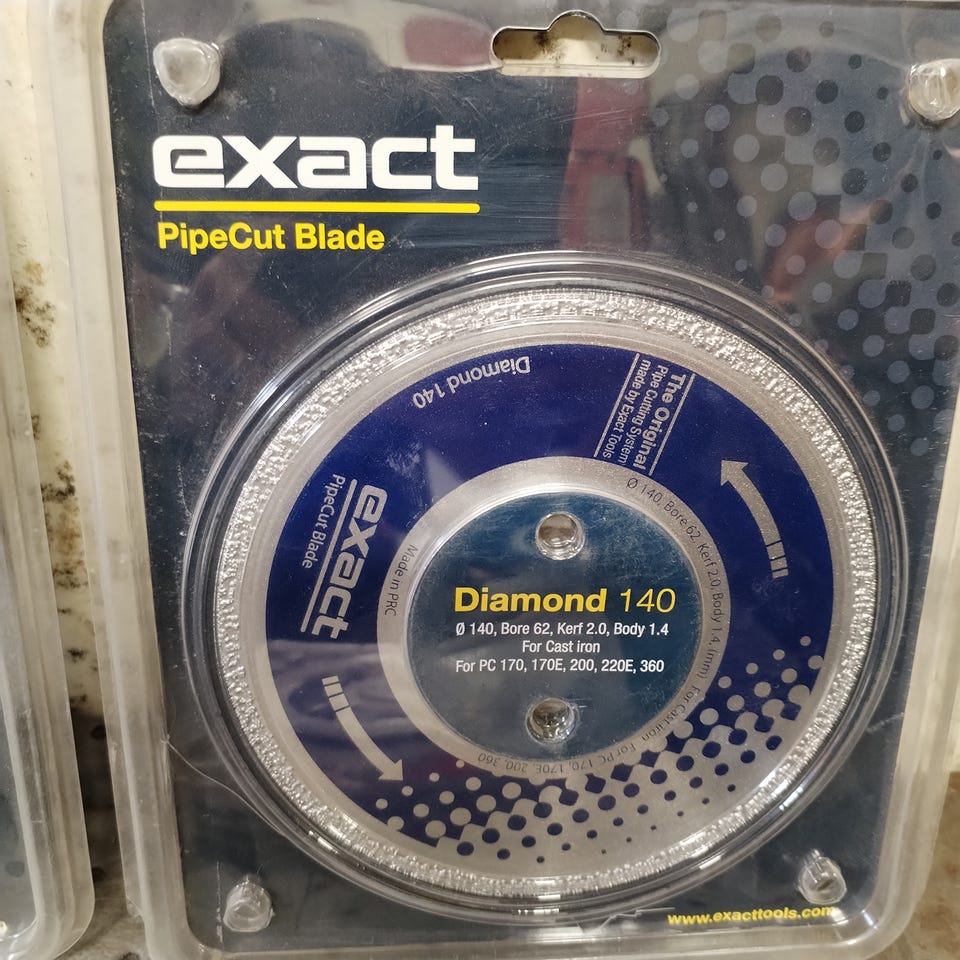 exact
PipeCut Blade
Diamond 140
The Original
Pipe Cutting System
made by Exact Tools
exact
PipeCut Blade
Made in PRC
Ø 140, Bore 62, Kerf 2.0, Body 1.4, (mm) For Cast iron For PC 170, 170E, 200, 360
Diamond 140
Ø 140, Bore 62, Kerf 2.0, Body 1.4
For Cast iron
For PC 170, 170E, 200, 220E, 360
www.exacttools.com